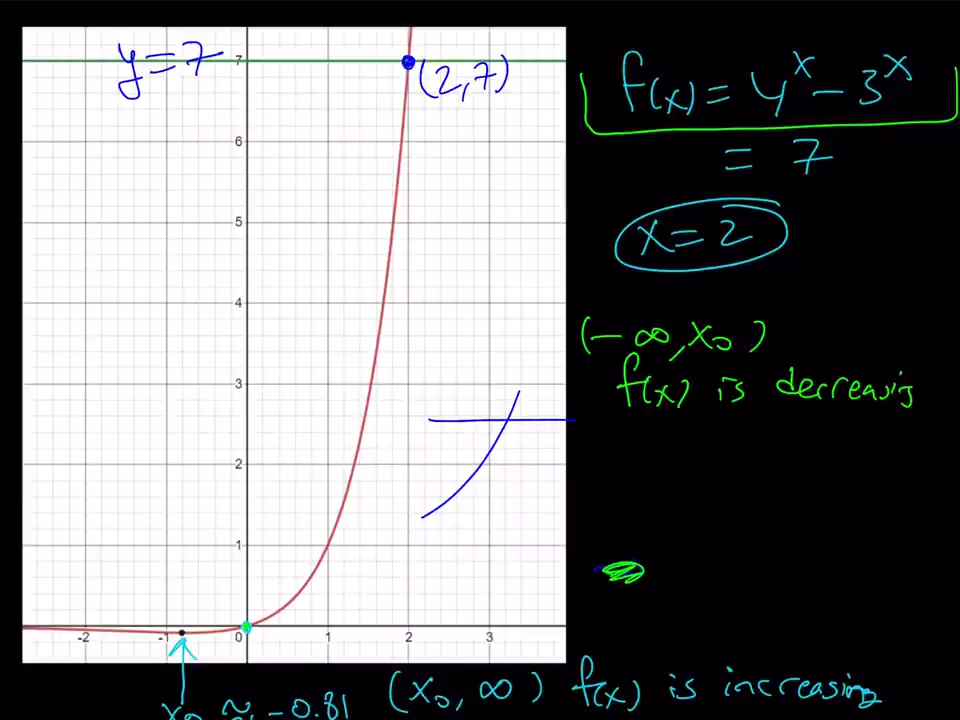 y=7
7
(2,7)
6
5
4
3
2
1
-2 -1 0 1 2 3
f(x) = 4^x - 3^x
= 7
x=2
(-∞, x₀)
f(x) is decreasig
x₀ ≈ -0.81
(x₀, ∞) f(x) is increasing